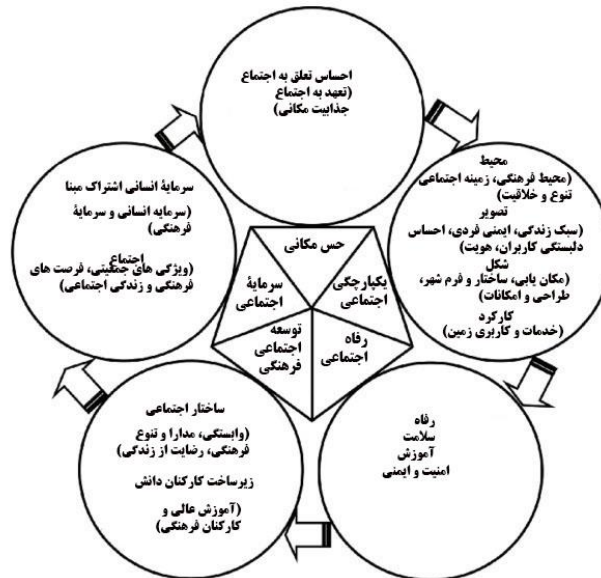 احساس تعلق به اجتماع
(تعهد به اجتماع
جذابیت مکانی)
محیط
(محیط فرهنگی، زمینه اجتماعی
تنوع و خلاقیت)
تصویر
(سبک زندگی، ایمنی فردی، احساس
دلبستگی کاربران، هویت)
شکل
(مکان یابی، ساختار و فرم شهر،
طراحی و امکانات)
کارکرد
(خدمات و کاربری زمین)
رفاه
سلامت
آموزش
امنیت و ایمنی
ساختار اجتماعی
(وابستگی، مدارا و تنوع
فرهنگی، رضایت از زندگی)
زیرساخت کارکنان دانش
(آموزش عالی و
کارکنان فرهنگی)
سرمایۀ انسانی اشتراک مبنا
(سرمایه انسانی و سرمایۀ
فرهنگی)
اجتماع
(ویژگی های جمعیتی، فرصت های
فرهنگی و زندگی اجتماعی)
حس مکانی
یکپارچگی
اجتماعی
رفاه
اجتماعی
توسعه
اجتماعی
فرهنگی
سرمایۀ
اجتماعی